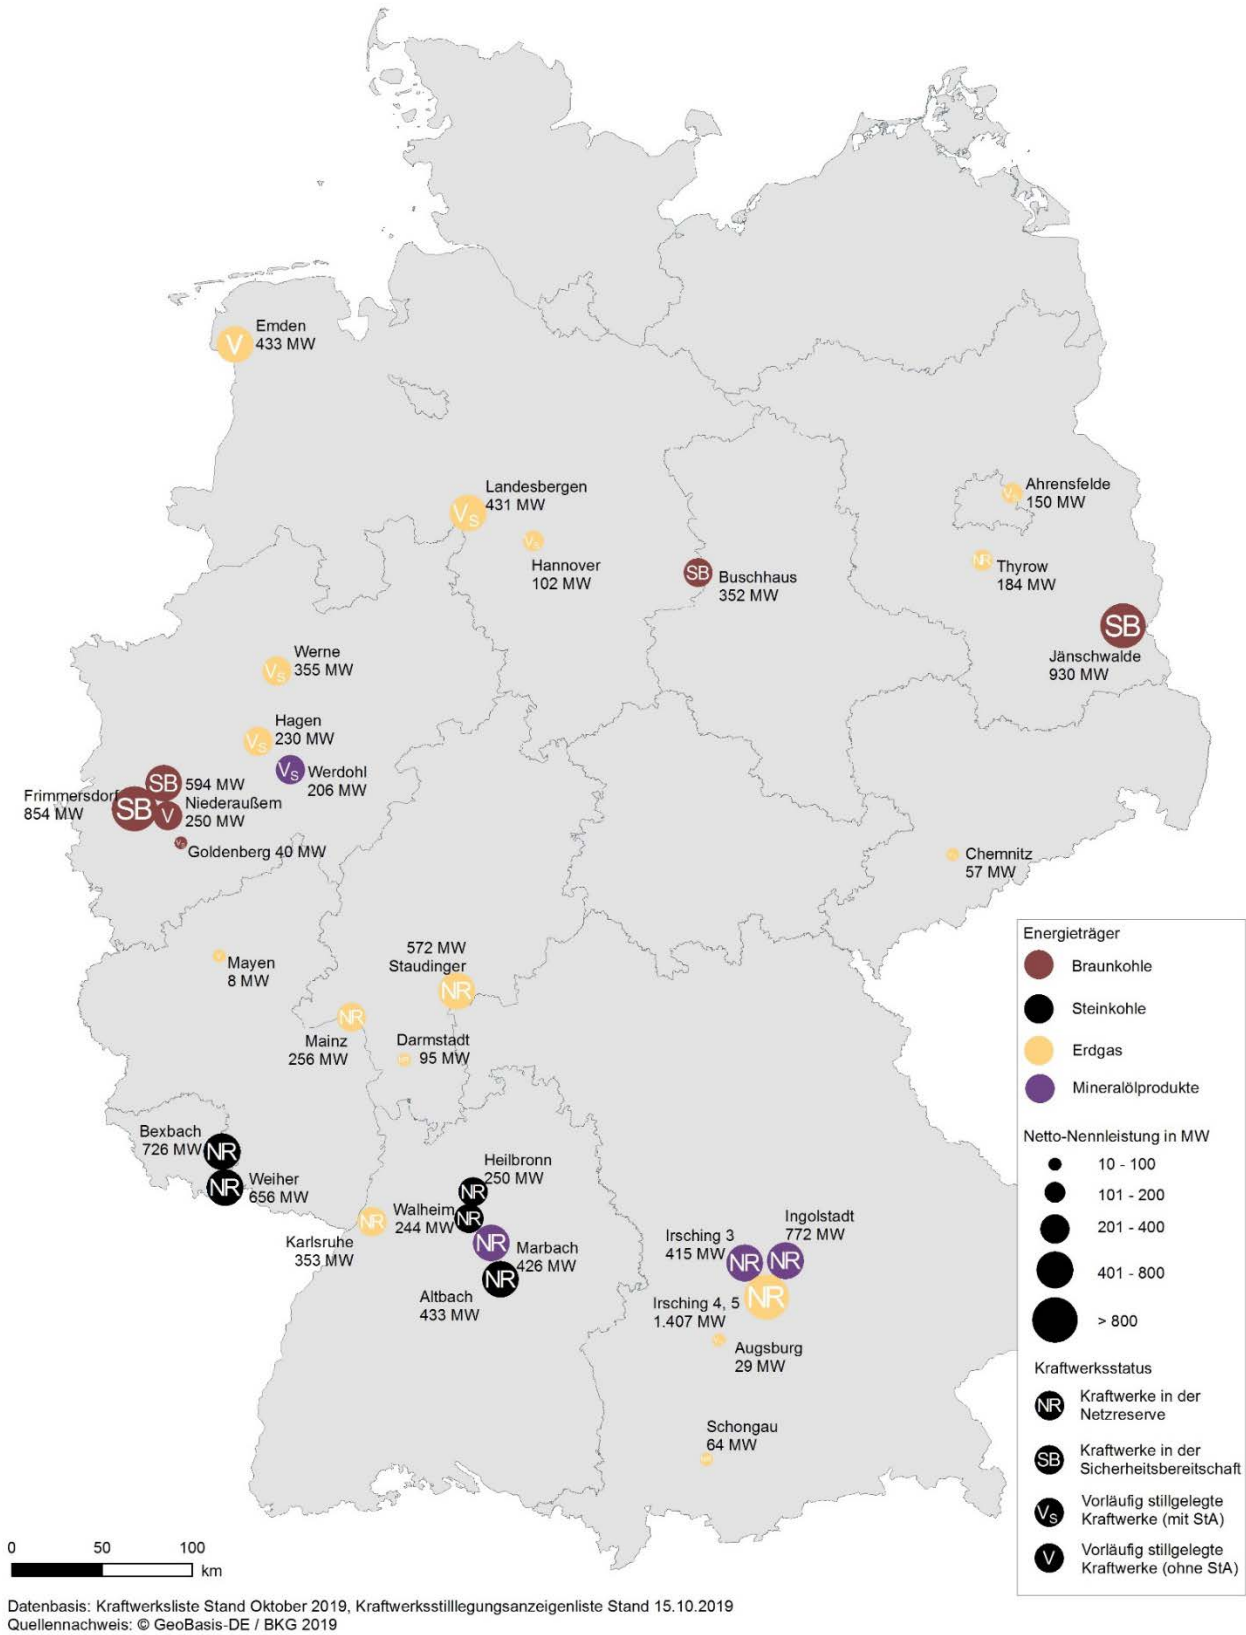 Emden
433 MW
V
Landesbergen
431 MW
VS
Hannover
102 MW
VS
SB
Buschhaus
352 MW
Ahrensfelde
150 MW
VS
NR
Thyrow
184 MW
SB
Jänschwalde
930 MW
Werne
355 MW
VS
Hagen
230 MW
VS
VS
Werdohl
206 MW
SB
594 MW
Frimmersdorf
854 MW
SB
V
Niederaußem
250 MW
Goldenberg 40 MW
Chemnitz
57 MW
Mayen
8 MW
572 MW
Staudinger
NR
NR
Mainz
256 MW
Darmstadt
95 MW
Bexbach
726 MW
NR
NR
Weiher
656 MW
Heilbronn
250 MW
NR
Walheim
244 MW
NR
NR
Karlsruhe
353 MW
NR
Marbach
426 MW
NR
Altbach
433 MW
Irsching 3
415 MW
NR
Ingolstadt
772 MW
NR
Irsching 4, 5
1.407 MW
NR
Augsburg
29 MW
Schongau
64 MW
Energieträger
Braunkohle
Steinkohle
Erdgas
Mineralölprodukte
Netto-Nennleistung in MW
10 - 100
101 - 200
201 - 400
401 - 800
> 800
Kraftwerksstatus
NR
Kraftwerke in der
Netzreserve
SB
Kraftwerke in der
Sicherheitsbereitschaft
VS
Vorläufig stillgelegte
Kraftwerke (mit StA)
V
Vorläufig stillgelegte
Kraftwerke (ohne StA)
0 50 100
km
Datenbasis: Kraftwerksliste Stand Oktober 2019, Kraftwerksstilllegungsanzeigenliste Stand 15.10.2019
Quellennachweis: © GeoBasis-DE / BKG 2019